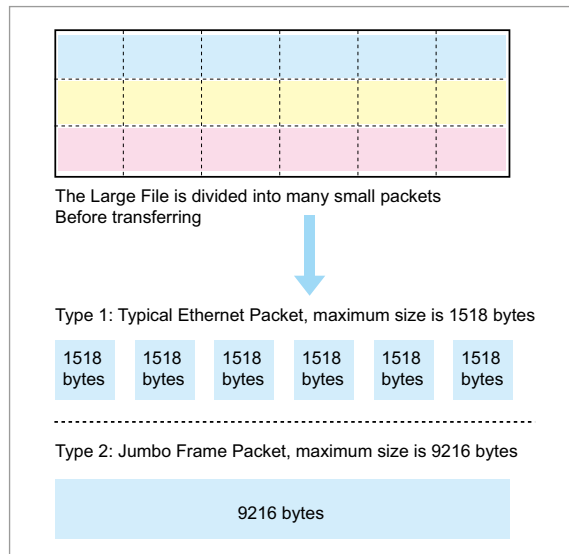 The Large File is divided into many small packets
Before transferring
Type 1: Typical Ethernet Packet, maximum size is 1518 bytes
1518 1518 1518 1518 1518 1518
bytes bytes bytes bytes bytes bytes
Type 2: Jumbo Frame Packet, maximum size is 9216 bytes
9216 bytes